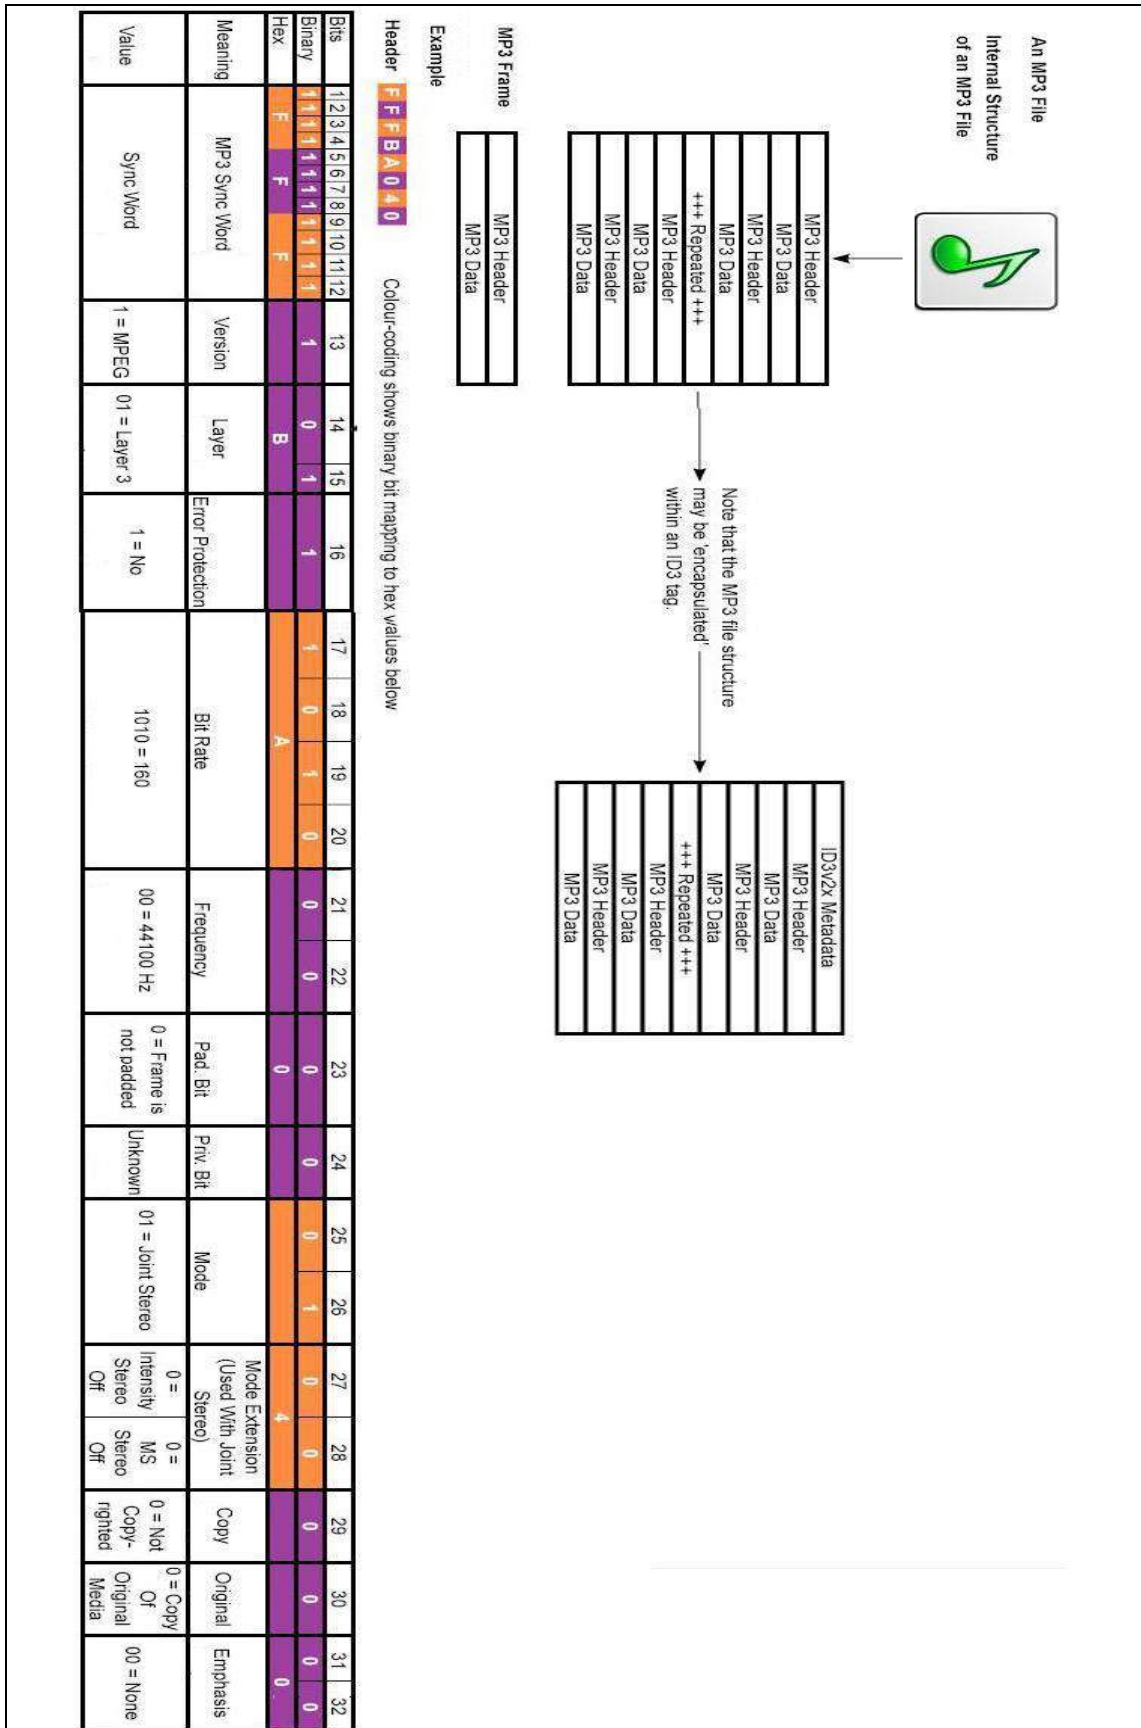 An MP3 File
Internal Structure
of an MP3 File
MP3 Header
MP3 Data
MP3 Header
MP3 Data
+++ Repeated +++
MP3 Header
MP3 Data
MP3 Header
MP3 Data
Note that the MP3 file structure
may be 'encapsulated'
within an ID3 tag.
ID3v2x Metadata
MP3 Header
MP3 Data
MP3 Header
MP3 Data
+++ Repeated +++
MP3 Header
MP3 Data
MP3 Header
MP3 Data
MP3 Frame
MP3 Header
MP3 Data
Example
Header F F F B A 0 4 0 Colour-coding shows binary bit mapping to hex values below
Bits 1 2 3 4 5 6 7 8 9 10 11 12 13 14 15 16 17 18 19 20 21 22 23 24 25 26 27 28 29 30 31 32
Binary 1 1 1 1 1 1 1 1 1 1 1 1 1 0 1 1 1 0 1 0 0 0 0 0 0 1 0 0 0 0 0 0
Hex F F F B A 0 4 0
Meaning
MP3 Sync Word
Version
Layer
Error Protection
Bit Rate
Frequency
Pad. Bit
Priv. Bit
Mode
Mode Extension
(Used With Joint
Stereo)
Copy
Original
Emphasis
Value
Sync Word
1 = MPEG
01 = Layer 3
1 = No
1010 = 160
00 = 44100 Hz
0 = Frame is
not padded
Unknown
01 = Joint Stereo
0 =
Intensity
Stereo
Off
0 =
MS
Stereo
Off
0 = Not
Copy-
righted
0 = Copy
Of
Original
Media
00 = None